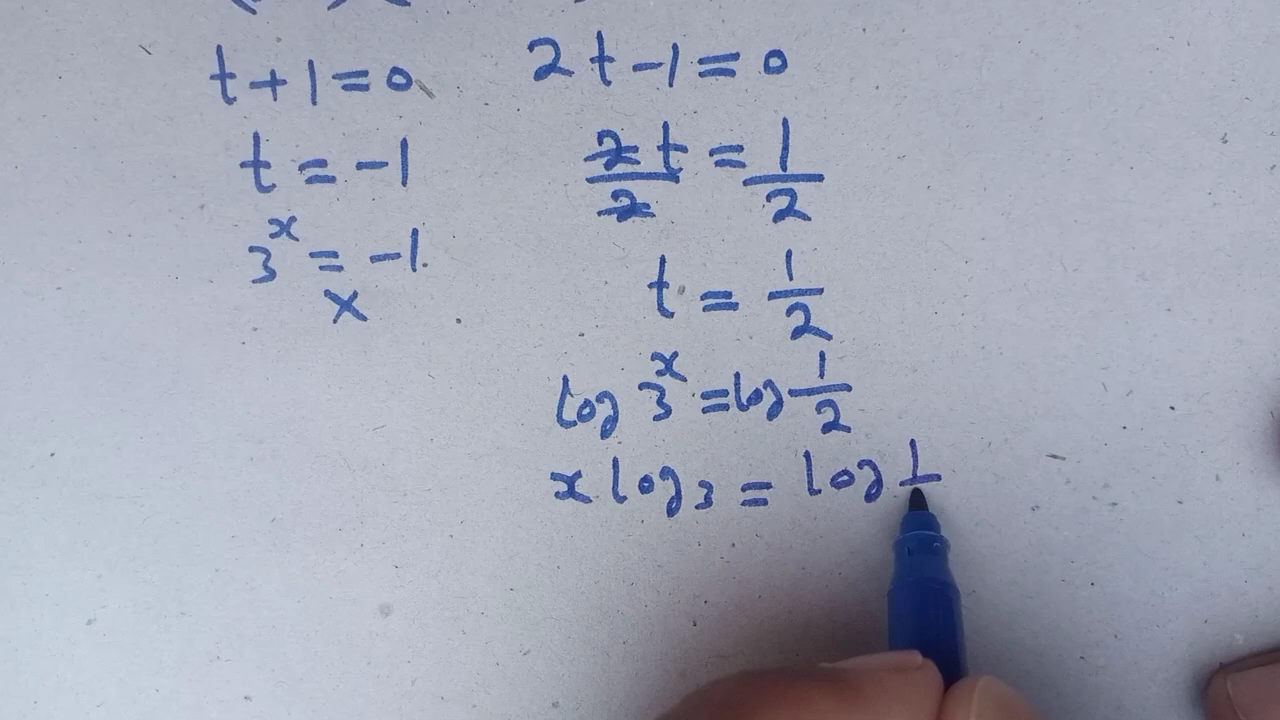 t + 1 = 0
t = -1
3^x = -1
x
2t - 1 = 0
2t/2 = 1/2
t = 1/2
log 3^x = log 1/2
x log 3 = log 1